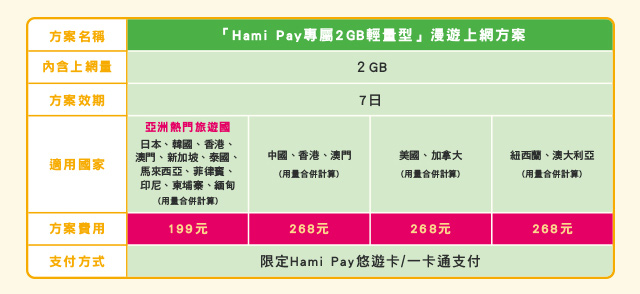 方案名稱
「Hami Pay專屬2GB輕量型」漫遊上網方案
內含上網量
2 GB
方案效期
7日
適用國家
亞洲熱門旅遊國
日本、韓國、香港、
澳門、新加坡、泰國、
馬來西亞、菲律賓、
印尼、柬埔寨、緬甸
(用量合併計算)
中國、香港、澳門
(用量合併計算)
美國、加拿大
(用量合併計算)
紐西蘭、澳大利亞
(用量合併計算)
方案費用
199元
268元
268元
268元
支付方式
限定Hami Pay悠遊卡/一卡通支付